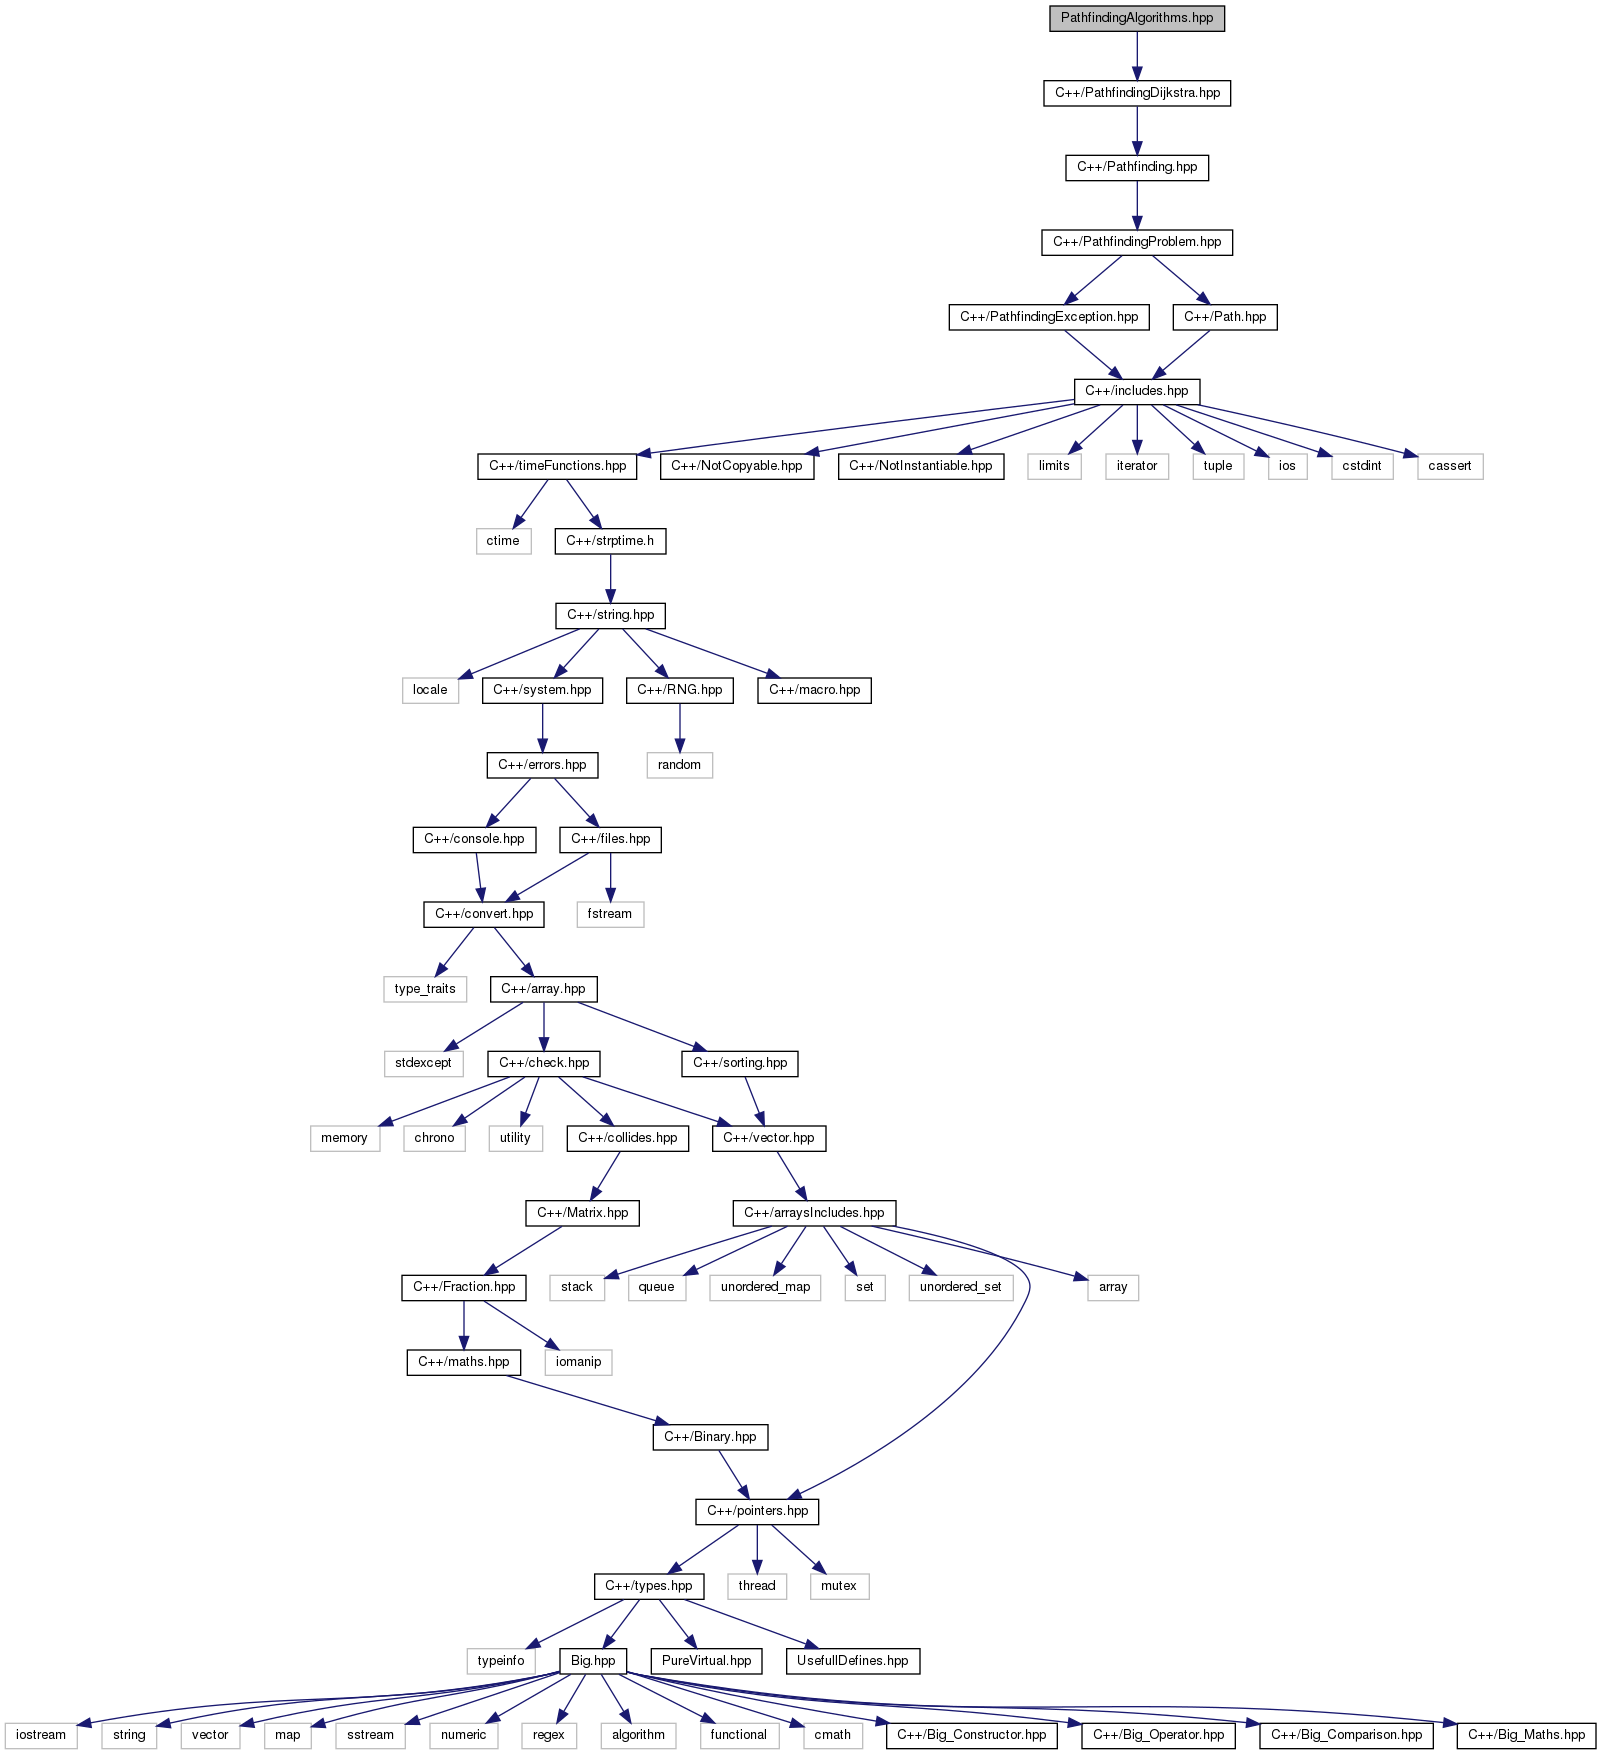 PathfindingAlgorithms.hpp
C++/PathfindingDijkstra.hpp
C++/Pathfinding.hpp
C++/PathfindingProblem.hpp
C++/PathfindingException.hpp
C++/Path.hpp
C++/includes.hpp
C++/timeFunctions.hpp
C++/NotCopyable.hpp
C++/NotInstantiable.hpp
limits
iterator
tuple
ios
cstdint
cassert
ctime
C++/strptime.h
C++/string.hpp
locale
C++/system.hpp
C++/RNG.hpp
C++/macro.hpp
C++/errors.hpp
random
C++/console.hpp
C++/files.hpp
C++/convert.hpp
fstream
type_traits
C++/array.hpp
stdexcept
C++/check.hpp
C++/sorting.hpp
memory
chrono
utility
C++/collides.hpp
C++/vector.hpp
C++/Matrix.hpp
C++/arraysIncludes.hpp
C++/Fraction.hpp
stack
queue
unordered_map
set
unordered_set
array
C++/maths.hpp
iomanip
C++/Binary.hpp
C++/pointers.hpp
C++/types.hpp
thread
mutex
typeinfo
Big.hpp
PureVirtual.hpp
UsefullDefines.hpp
iostream
string
vector
map
sstream
numeric
regex
algorithm
functional
cmath
C++/Big_Constructor.hpp
C++/Big_Operator.hpp
C++/Big_Comparison.hpp
C++/Big_Maths.hpp